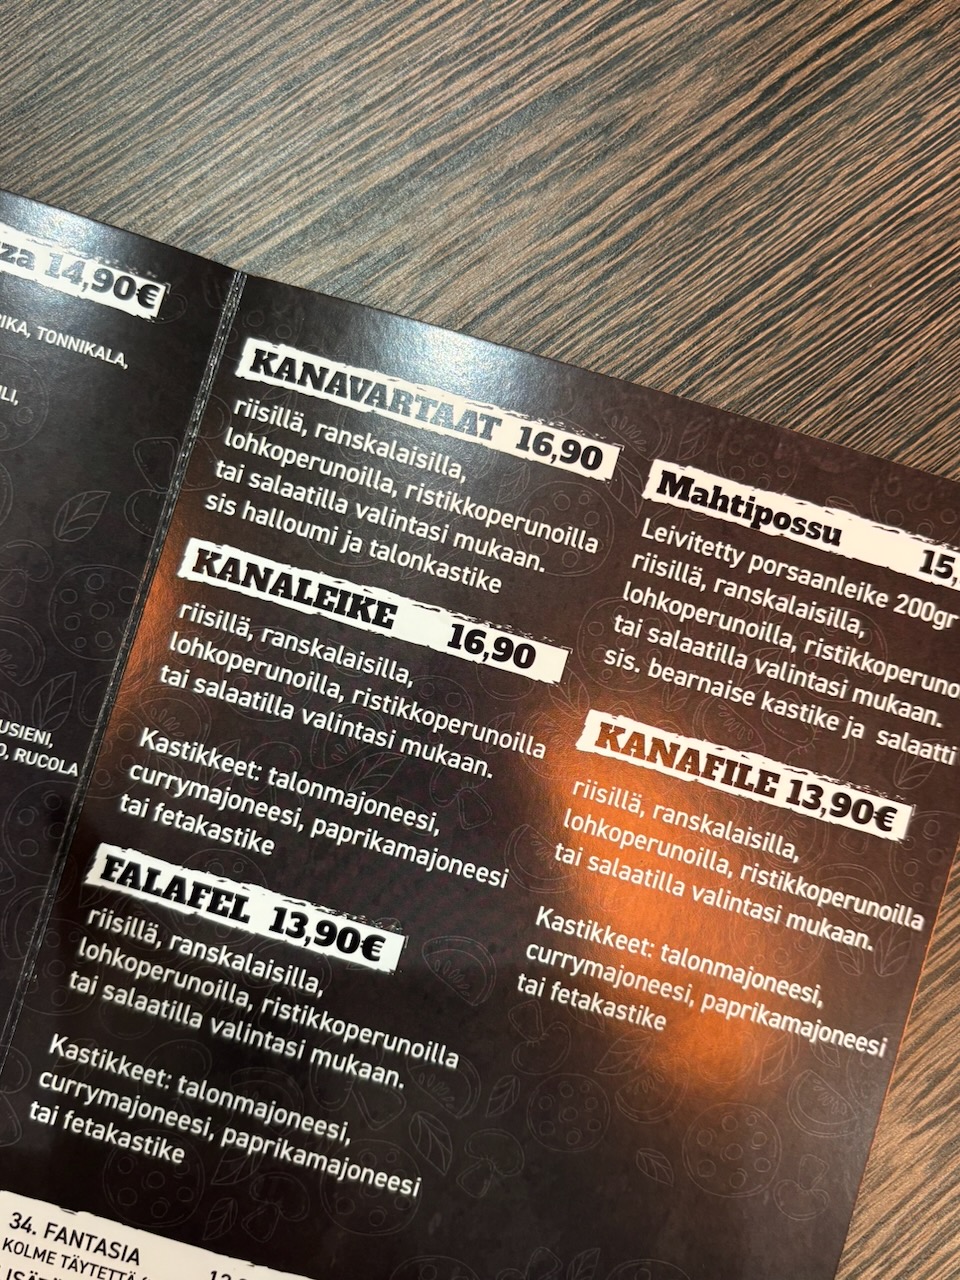 14,90€
TONNIKALA,
RUCOLA
KANAVARTAAT 16,90
riisillä, ranskalaisilla,
lohkoperunoilla, ristikkoperunoilla
tai salaatilla valintasi mukaan.
sis halloumi ja talonkastike
KANALEIKE 16,90
riisillä, ranskalaisilla,
lohkoperunoilla, ristikkoperunoilla
tai salaatilla valintasi mukaan.
Kastikkeet: talonmajoneesi,
currymajoneesi, paprikamajoneesi
tai fetakastike
FALAFEL 13,90€
riisillä, ranskalaisilla,
lohkoperunoilla, ristikkoperunoilla
tai salaatilla valintasi mukaan.
Kastikkeet: talonmajoneesi,
currymajoneesi, paprikamajoneesi
tai fetakastike
34. FANTASIA
KOLME TÄYTETTÄ
Mahtipossu 15,
Leivitetty porsaanleike 200gr
riisillä, ranskalaisilla,
lohkoperunoilla, ristikkoperuno
tai salaatilla valintasi mukaan.
sis. bearnaise kastike ja salaatti
KANAFILE 13,90€
riisillä, ranskalaisilla,
lohkoperunoilla, ristikkoperunoilla
tai salaatilla valintasi mukaan.
Kastikkeet: talonmajoneesi,
currymajoneesi, paprikamajoneesi
tai fetakastike